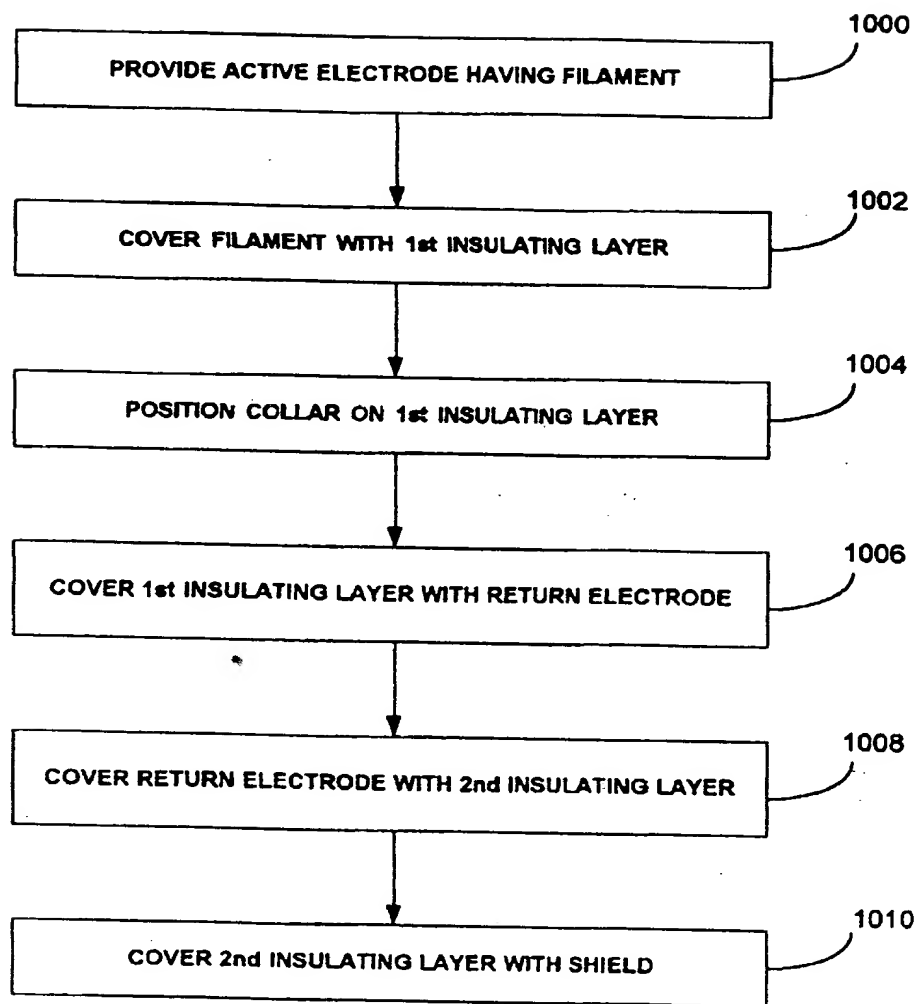 1000
PROVIDE ACTIVE ELECTRODE HAVING FILAMENT
1002
COVER FILAMENT WITH 1st INSULATING LAYER
1004
POSITION COLLAR ON 1st INSULATING LAYER
1006
COVER 1st INSULATING LAYER WITH RETURN ELECTRODE
1008
COVER RETURN ELECTRODE WITH 2nd INSULATING LAYER
1010
COVER 2nd INSULATING LAYER WITH SHIELD